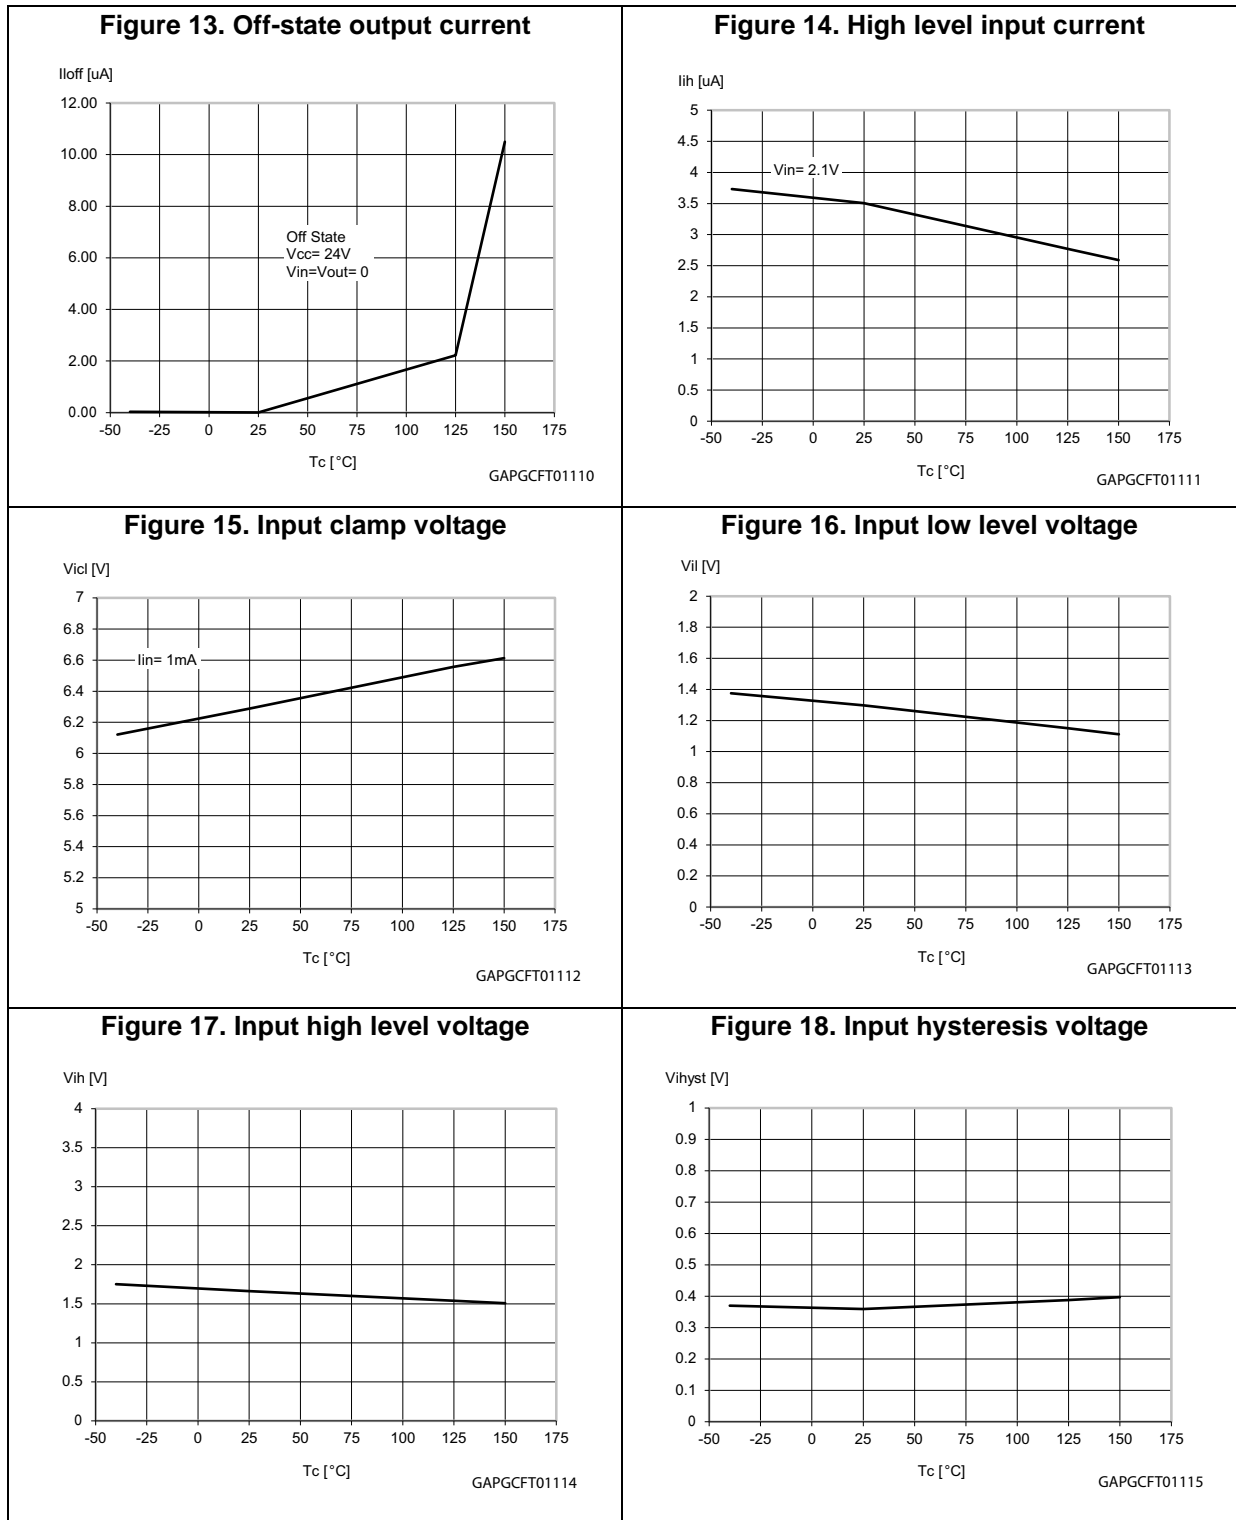 Figure 13. Off-state output current
Iloff [uA]
12.00
10.00
8.00
6.00
4.00
2.00
0.00
Off State
Vcc= 24V
Vin=Vout= 0
-50 -25 0 25 50 75 100 125 150 175
Tc [°C]
GAPGCFT01110
Figure 14. High level input current
Iih [uA]
5
4.5
4
3.5
3
2.5
2
1.5
1
0.5
0
Vin= 2.1V
-50 -25 0 25 50 75 100 125 150 175
Tc [°C]
GAPGCFT01111
Figure 15. Input clamp voltage
Vicl [V]
7
6.8
6.6
6.4
6.2
6
5.8
5.6
5.4
5.2
5
Iin= 1mA
-50 -25 0 25 50 75 100 125 150 175
Tc [°C]
GAPGCFT01112
Figure 16. Input low level voltage
Vil [V]
2
1.8
1.6
1.4
1.2
1
0.8
0.6
0.4
0.2
0
-50 -25 0 25 50 75 100 125 150 175
Tc [°C]
GAPGCFT01113
Figure 17. Input high level voltage
Vih [V]
4
3.5
3
2.5
2
1.5
1
0.5
0
-50 -25 0 25 50 75 100 125 150 175
Tc [°C]
GAPGCFT01114
Figure 18. Input hysteresis voltage
Vihyst [V]
1
0.9
0.8
0.7
0.6
0.5
0.4
0.3
0.2
0.1
0
-50 -25 0 25 50 75 100 125 150 175
Tc [°C]
GAPGCFT01115